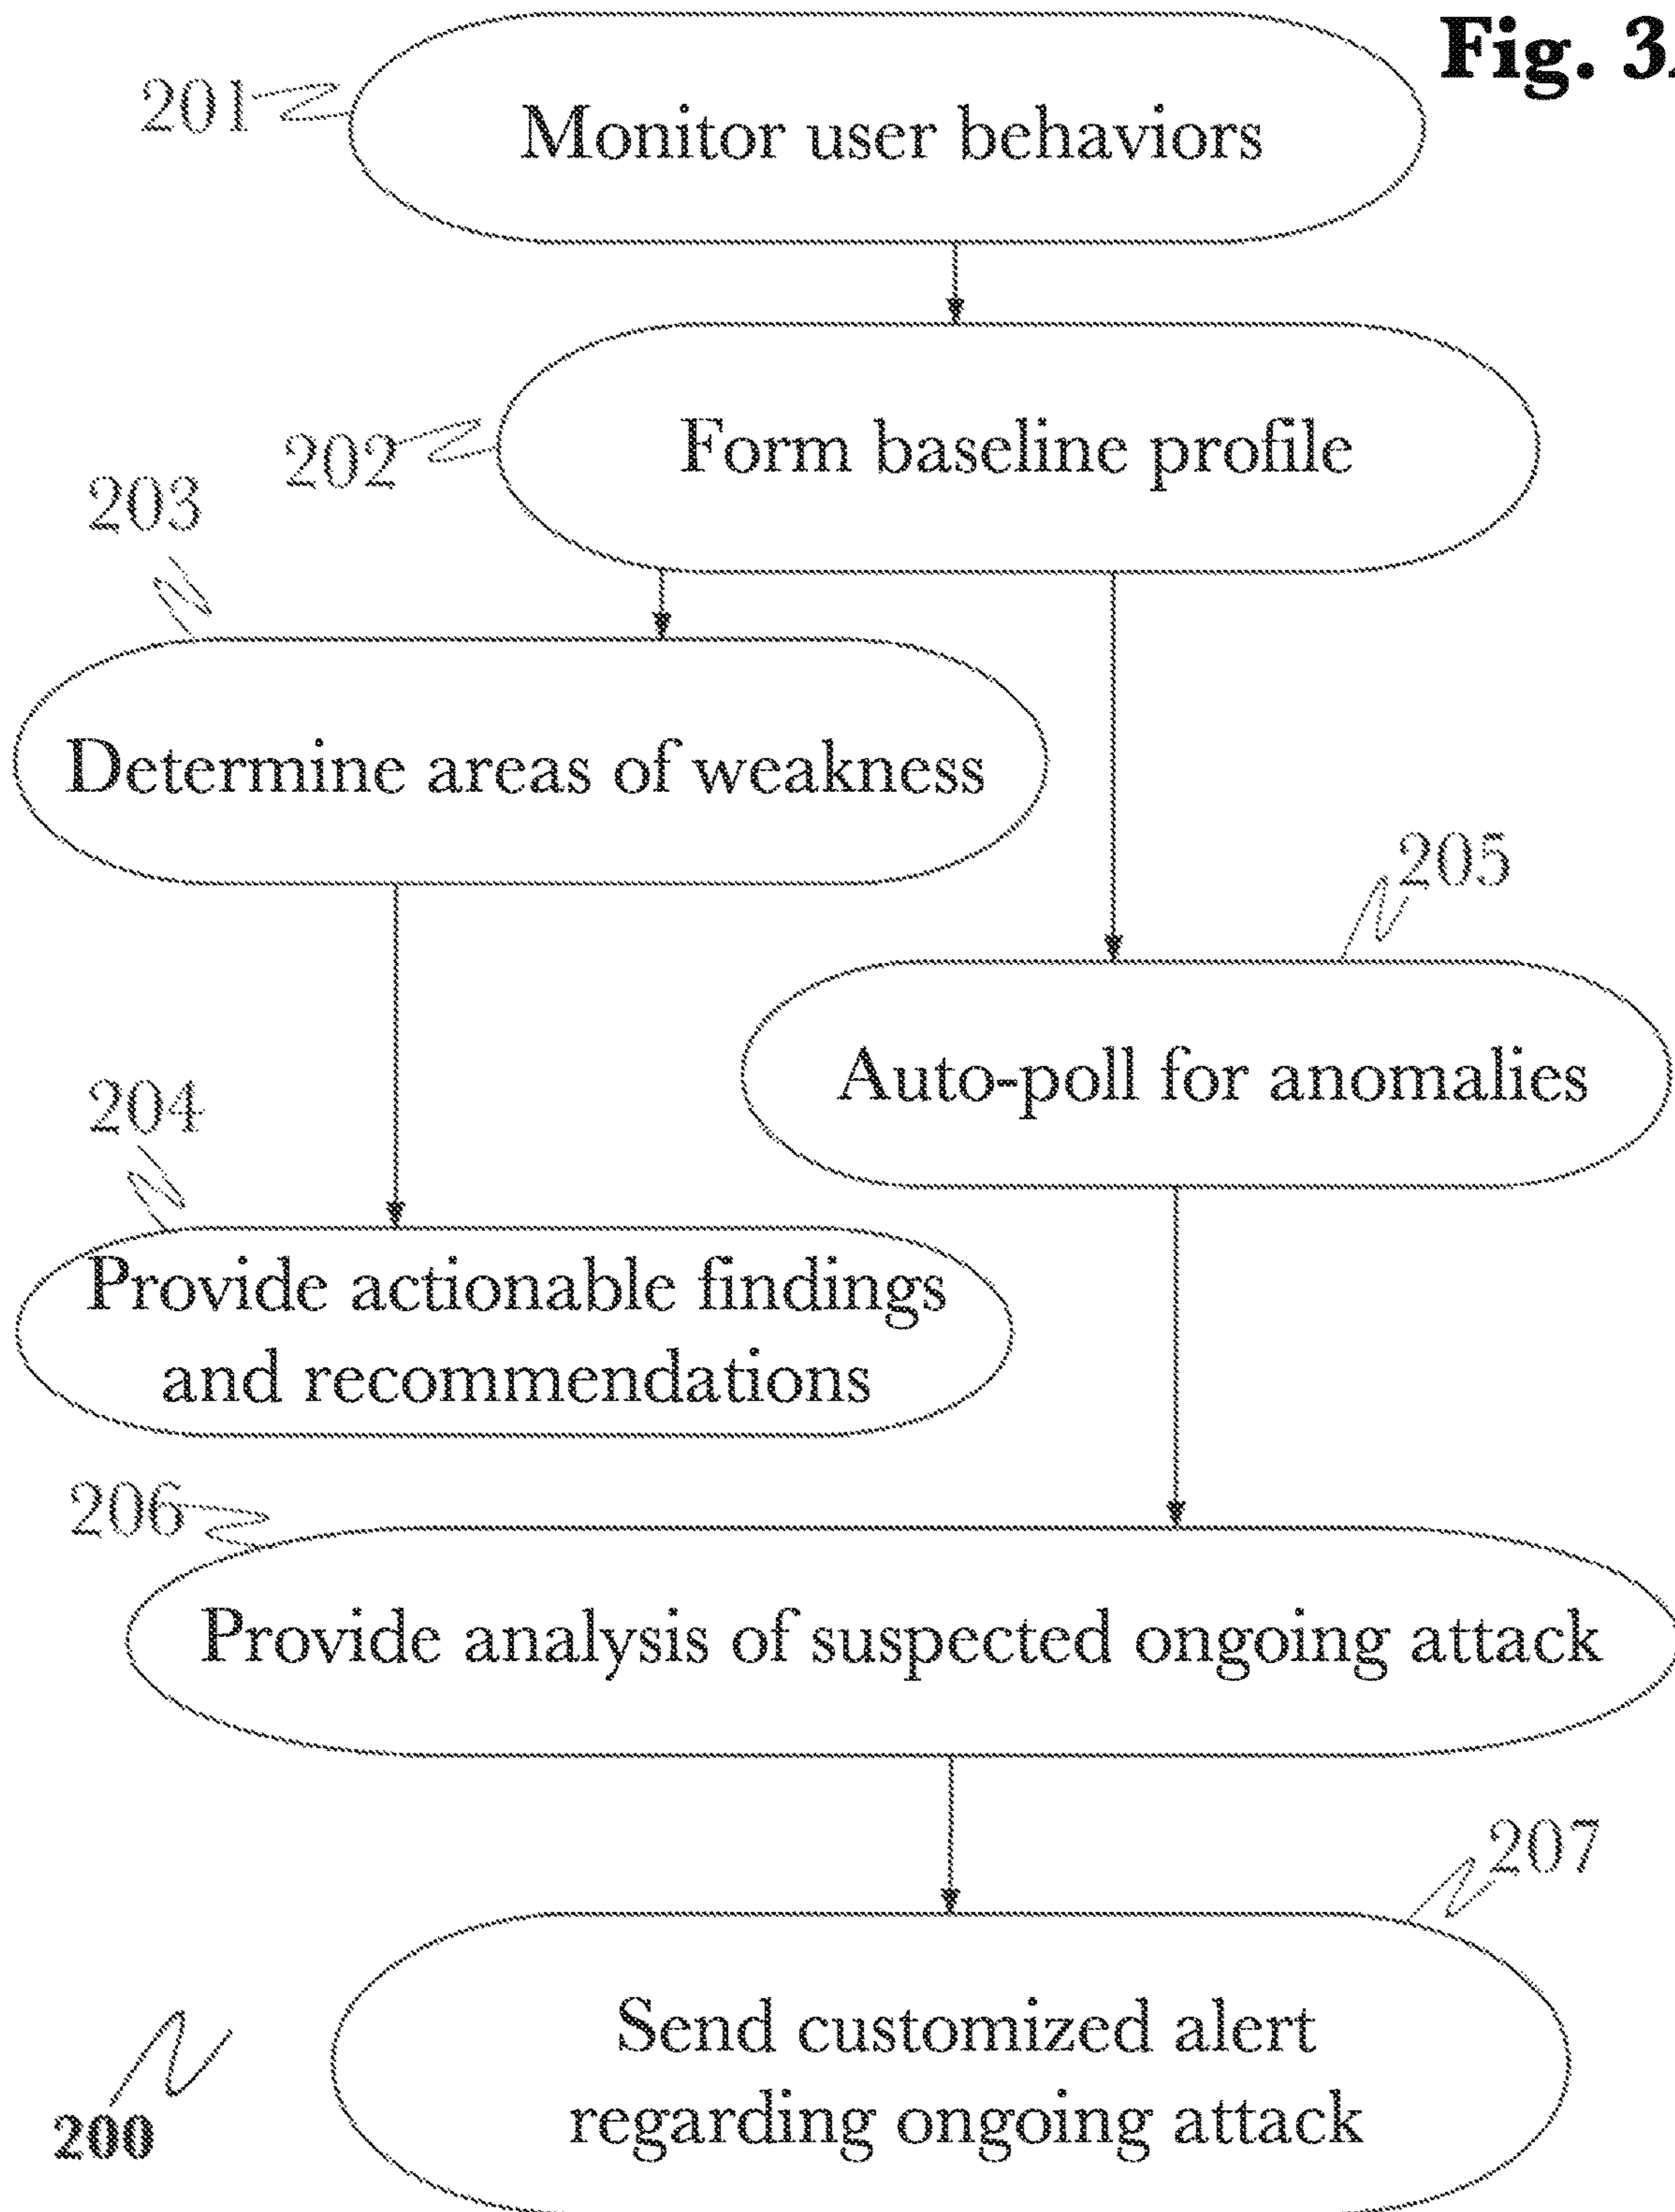 Fig. 3
201
Monitor user behaviors
202
Form baseline profile
203
Determine areas of weakness
205
Auto-poll for anomalies
204
Provide actionable findings
and recommendations
206
Provide analysis of suspected ongoing attack
207
Send customized alert
regarding ongoing attack
200